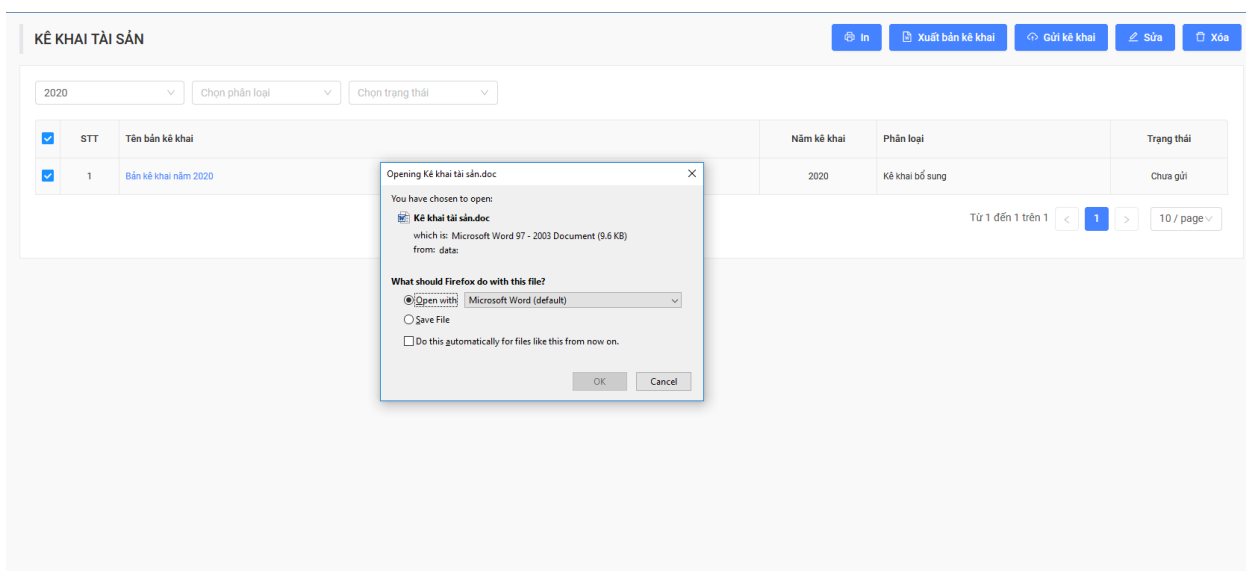 KÊ KHAI TÀI SẢN
In
Xuất bản kê khai
Gửi kê khai
Sửa
Xóa
2020
Chọn phân loại
Chọn trạng thái
STT
Tên bản kê khai
Năm kê khai
Phân loại
Trạng thái
1
Bản kê khai năm 2020
2020
Kê khai bổ sung
Chưa gửi
Từ 1 đến 1 trên 1
<
1
>
10 / page
Opening Kê khai tài sản.doc
You have chosen to open:
Kê khai tài sản.doc
which is: Microsoft Word 97 - 2003 Document (9.6 KB)
from: data:
What should Firefox do with this file?
Open with Microsoft Word (default)
Save File
Do this automatically for files like this from now on.
OK
Cancel